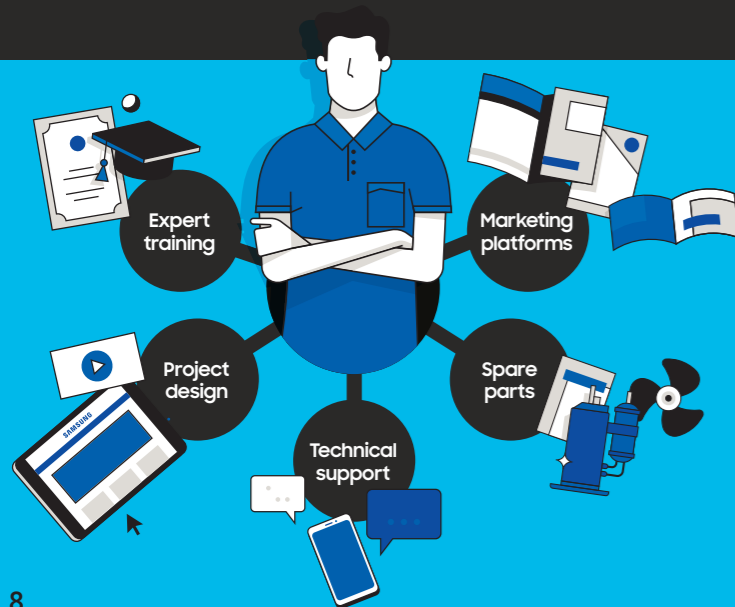 Expert
training
Marketing
platforms
Project
design
Spare
parts
SAMSUNG
Technical
support
8